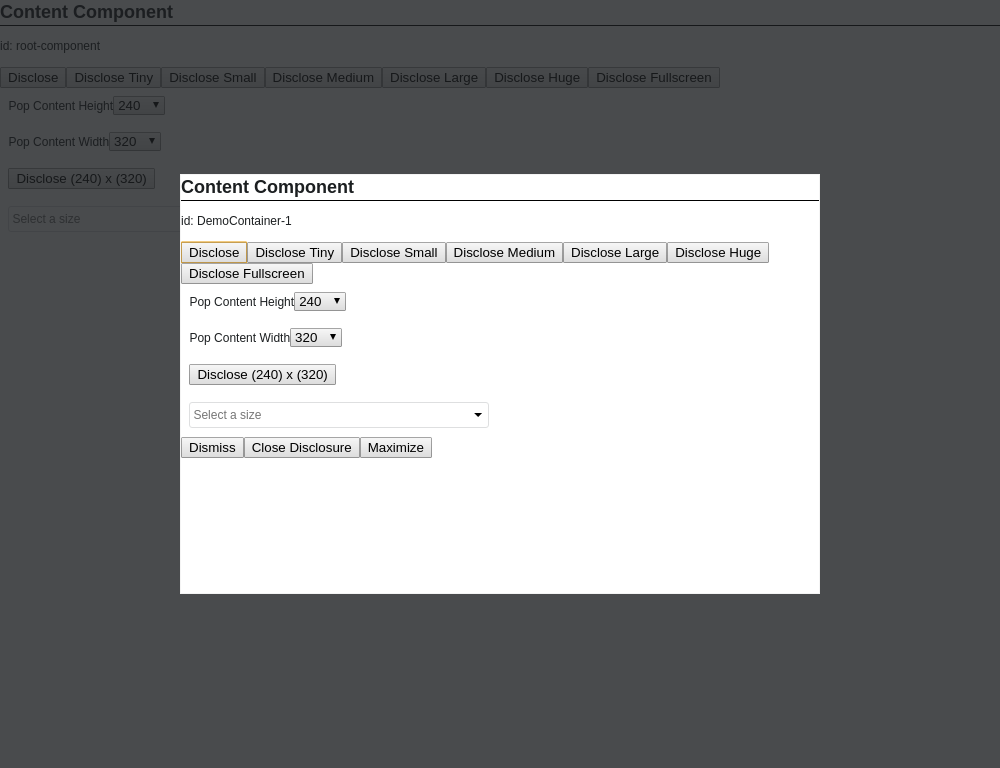 Content Component
id: root-component
Disclose Disclose Tiny Disclose Small Disclose Medium Disclose Large Disclose Huge Disclose Fullscreen
Pop Content Height 240
Pop Content Width 320
Disclose (240) x (320)
Select a size
Content Component
id: DemoContainer-1
Disclose Disclose Tiny Disclose Small Disclose Medium Disclose Large Disclose Huge
Disclose Fullscreen
Pop Content Height 240
Pop Content Width 320
Disclose (240) x (320)
Select a size
Dismiss Close Disclosure Maximize